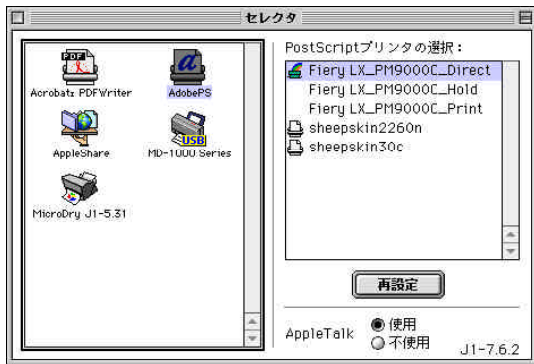 セレクタ
PDF
Acrobat™ PDFWriter
a
AdobePS
AppleShare
USB
MD-1000 Series
MicroDry J1-5.31
PostScriptプリンタの選択：
Fiery LX_PM9000C_Direct
Fiery LX_PM9000C_Hold
Fiery LX_PM9000C_Print
sheepskin2260n
sheepskin30c
再設定
AppleTalk
使用
不使用
J1-7.6.2